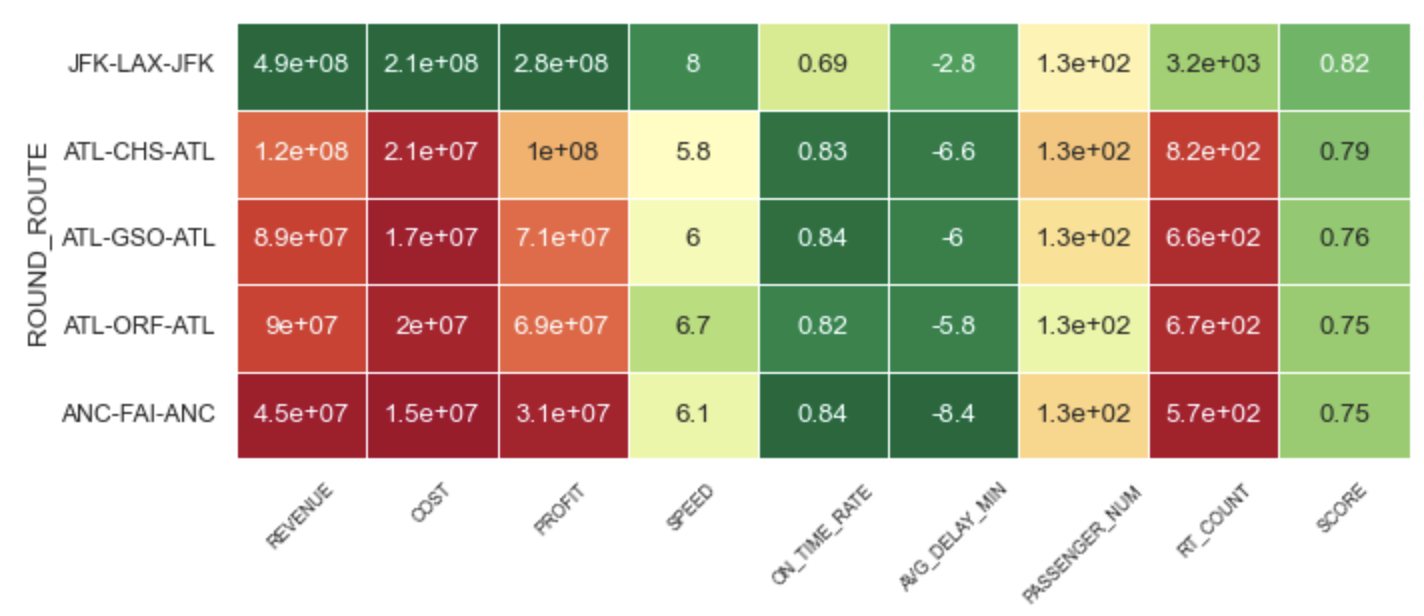 ROUND_ROUTE
JFK-LAX-JFK 4.9e+08 2.1e+08 2.8e+08 8 0.69 -2.8 1.3e+02 3.2e+03 0.82
ATL-CHS-ATL 1.2e+08 2.1e+07 1e+08 5.8 0.83 -6.6 1.3e+02 8.2e+02 0.79
ATL-GSO-ATL 8.9e+07 1.7e+07 7.1e+07 6 0.84 -6 1.3e+02 6.6e+02 0.76
ATL-ORF-ATL 9e+07 2e+07 6.9e+07 6.7 0.82 -5.8 1.3e+02 6.7e+02 0.75
ANC-FAI-ANC 4.5e+07 1.5e+07 3.1e+07 6.1 0.84 -8.4 1.3e+02 5.7e+02 0.75
REVENUE COST PROFIT SPEED ON_TIME_RATE AVG_DELAY_MIN PASSENGER_NUM RT_COUNT SCORE